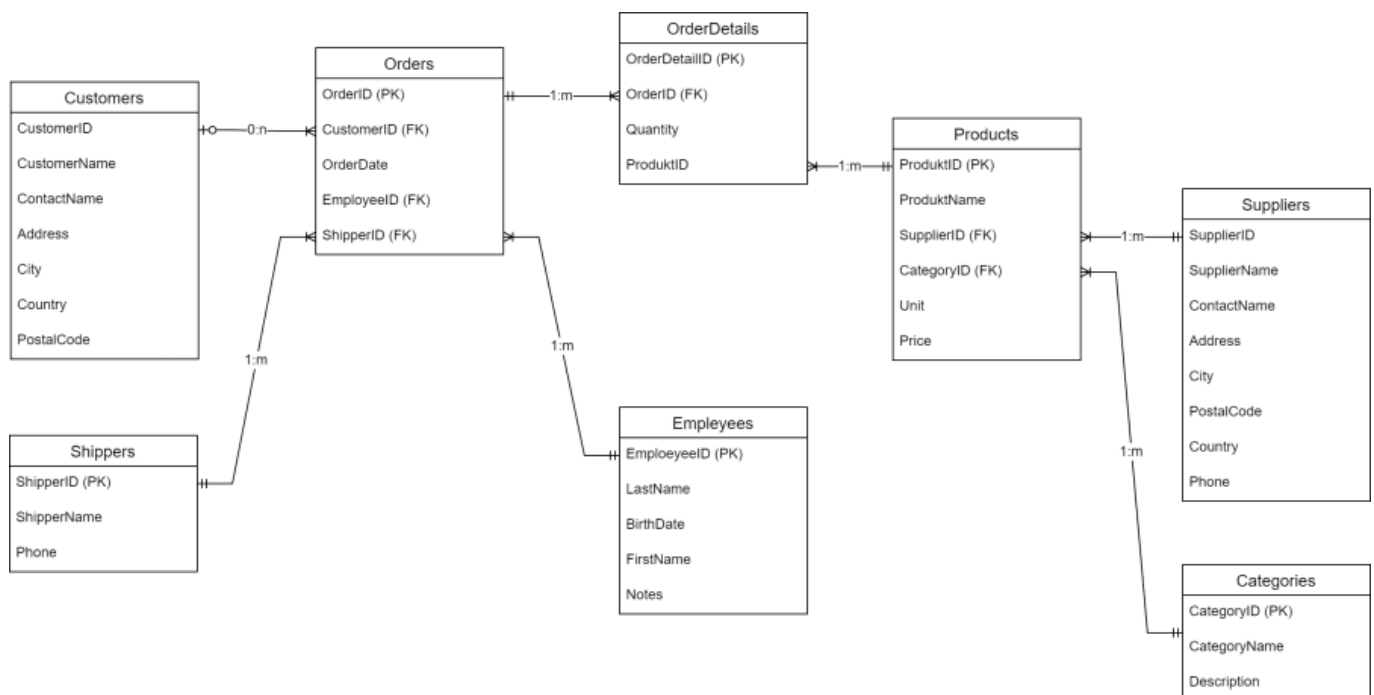 OrderDetails
OrderDetailID (PK)
OrderID (FK)
Quantity
ProduktID
Orders
OrderID (PK)
CustomerID (FK)
OrderDate
EmployeeID (FK)
ShipperID (FK)
Customers
CustomerID
CustomerName
ContactName
Address
City
Country
PostalCode
0:n
1:m
1:m
Products
ProduktID (PK)
ProduktName
SupplierID (FK)
CategoryID (FK)
Unit
Price
Suppliers
SupplierID
SupplierName
ContactName
Address
City
PostalCode
Country
Phone
1:m
1:m
1:m
1:m
Shippers
ShipperID (PK)
ShipperName
Phone
Empleyees
EmploeyeeID (PK)
LastName
BirthDate
FirstName
Notes
Categories
CategoryID (PK)
CategoryName
Description